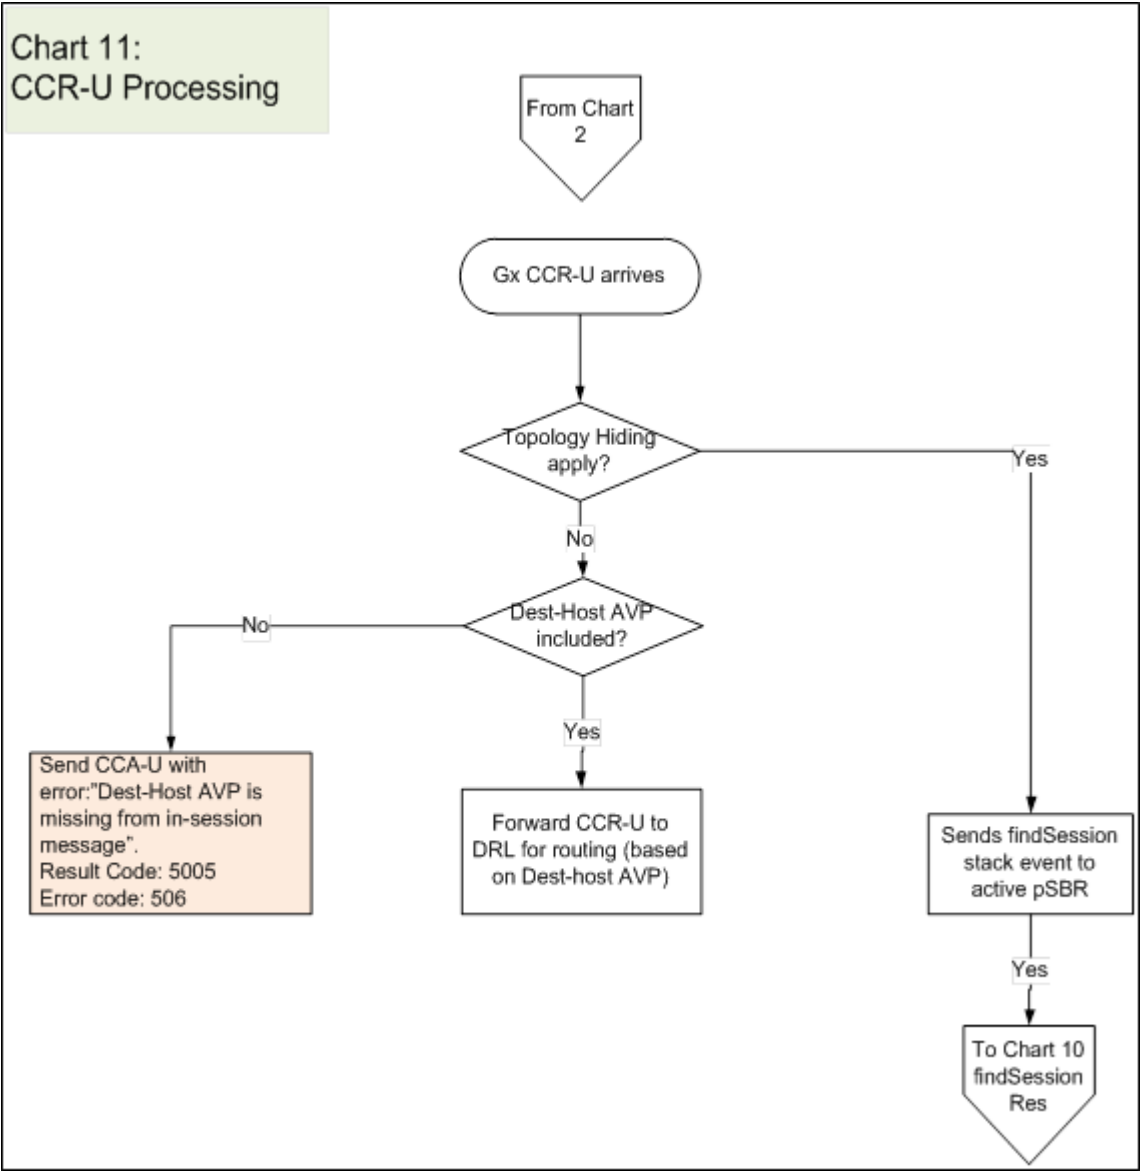 Chart 11:
CCR-U Processing
From Chart
2
Gx CCR-U arrives
Topology Hiding
apply?
Yes
No
Dest-Host AVP
included?
No
Yes
Send CCA-U with
error:"Dest-Host AVP is
missing from in-session
message".
Result Code: 5005
Error code: 506
Forward CCR-U to
DRL for routing (based
on Dest-host AVP)
Sends findSession
stack event to
active pSBR
Yes
To Chart 10
findSession
Res